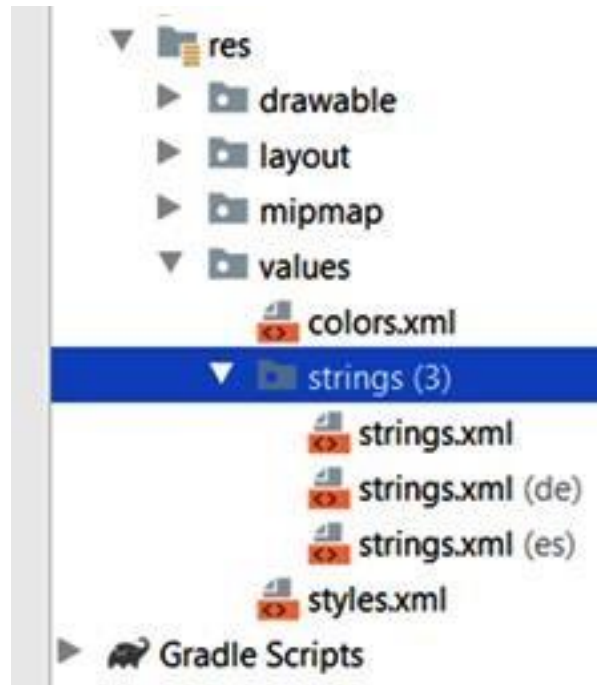 res
drawable
layout
mipmap
values
colors.xml
strings (3)
strings.xml
strings.xml (de)
strings.xml (es)
styles.xml
Gradle Scripts